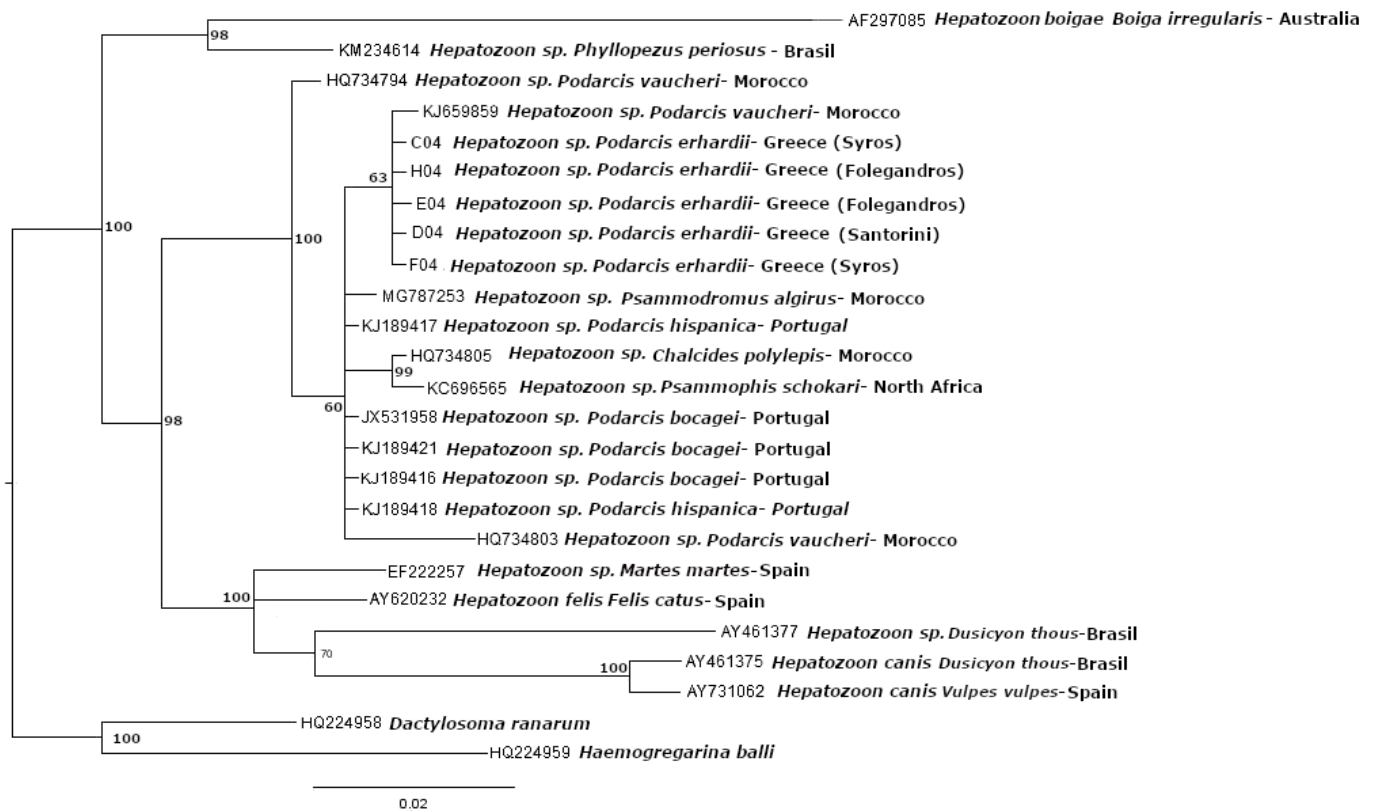 AF297085 Hepatozoon boigae Boiga irregularis - Australia
98
KM234614 Hepatozoon sp. Phyllopezus periosus - Brasil
HQ734794 Hepatozoon sp. Podarcis vaucheri- Morocco
KJ659859 Hepatozoon sp. Podarcis vaucheri- Morocco
C04 Hepatozoon sp. Podarcis erhardii- Greece (Syros)
H04 Hepatozoon sp. Podarcis erhardii- Greece (Folegandros)
63
E04 Hepatozoon sp. Podarcis erhardii- Greece (Folegandros)
100
D04 Hepatozoon sp. Podarcis erhardii- Greece (Santorini)
100
F04 Hepatozoon sp. Podarcis erhardii- Greece (Syros)
MG787253 Hepatozoon sp. Psammodromus algirus- Morocco
KJ189417 Hepatozoon sp. Podarcis hispanica- Portugal
HQ734805 Hepatozoon sp. Chalcides polylepis- Morocco
99
KC696565 Hepatozoon sp. Psammophis schokari- North Africa
60
JX531958 Hepatozoon sp. Podarcis bocagei- Portugal
98
KJ189421 Hepatozoon sp. Podarcis bocagei- Portugal
KJ189416 Hepatozoon sp. Podarcis bocagei- Portugal
KJ189418 Hepatozoon sp. Podarcis hispanica- Portugal
HQ734803 Hepatozoon sp. Podarcis vaucheri- Morocco
EF222257 Hepatozoon sp. Martes martes-Spain
100
AY620232 Hepatozoon felis Felis catus-Spain
AY461377 Hepatozoon sp. Dusicyon thous-Brasil
70
AY461375 Hepatozoon canis Dusicyon thous-Brasil
100
AY731062 Hepatozoon canis Vulpes vulpes-Spain
HQ224958 Dactylosoma ranarum
100
HQ224959 Haemogregarina balli
0.02